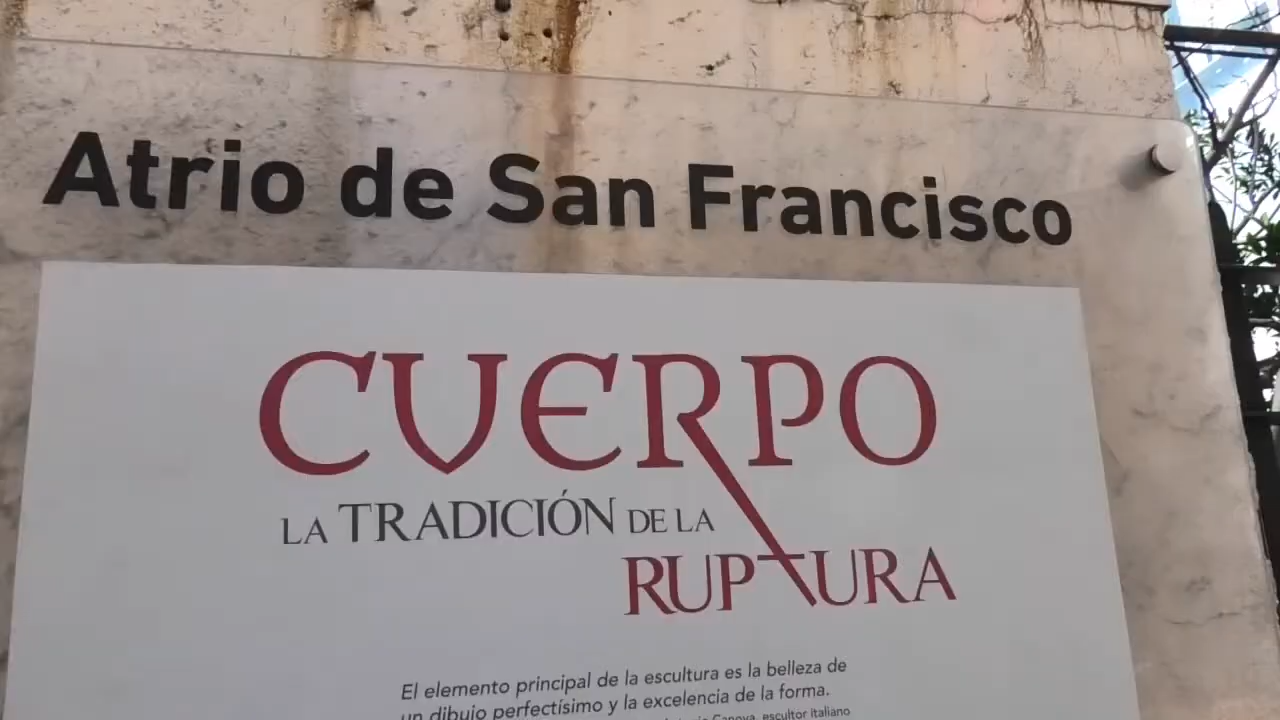 Atrio de San Francisco
CUERPO
LA TRADICIÓN DE LA
RUPTURA
El elemento principal de la escultura es la belleza de
un dibujo perfectísimo y la excelencia de la forma.
Canova, escultor italiano